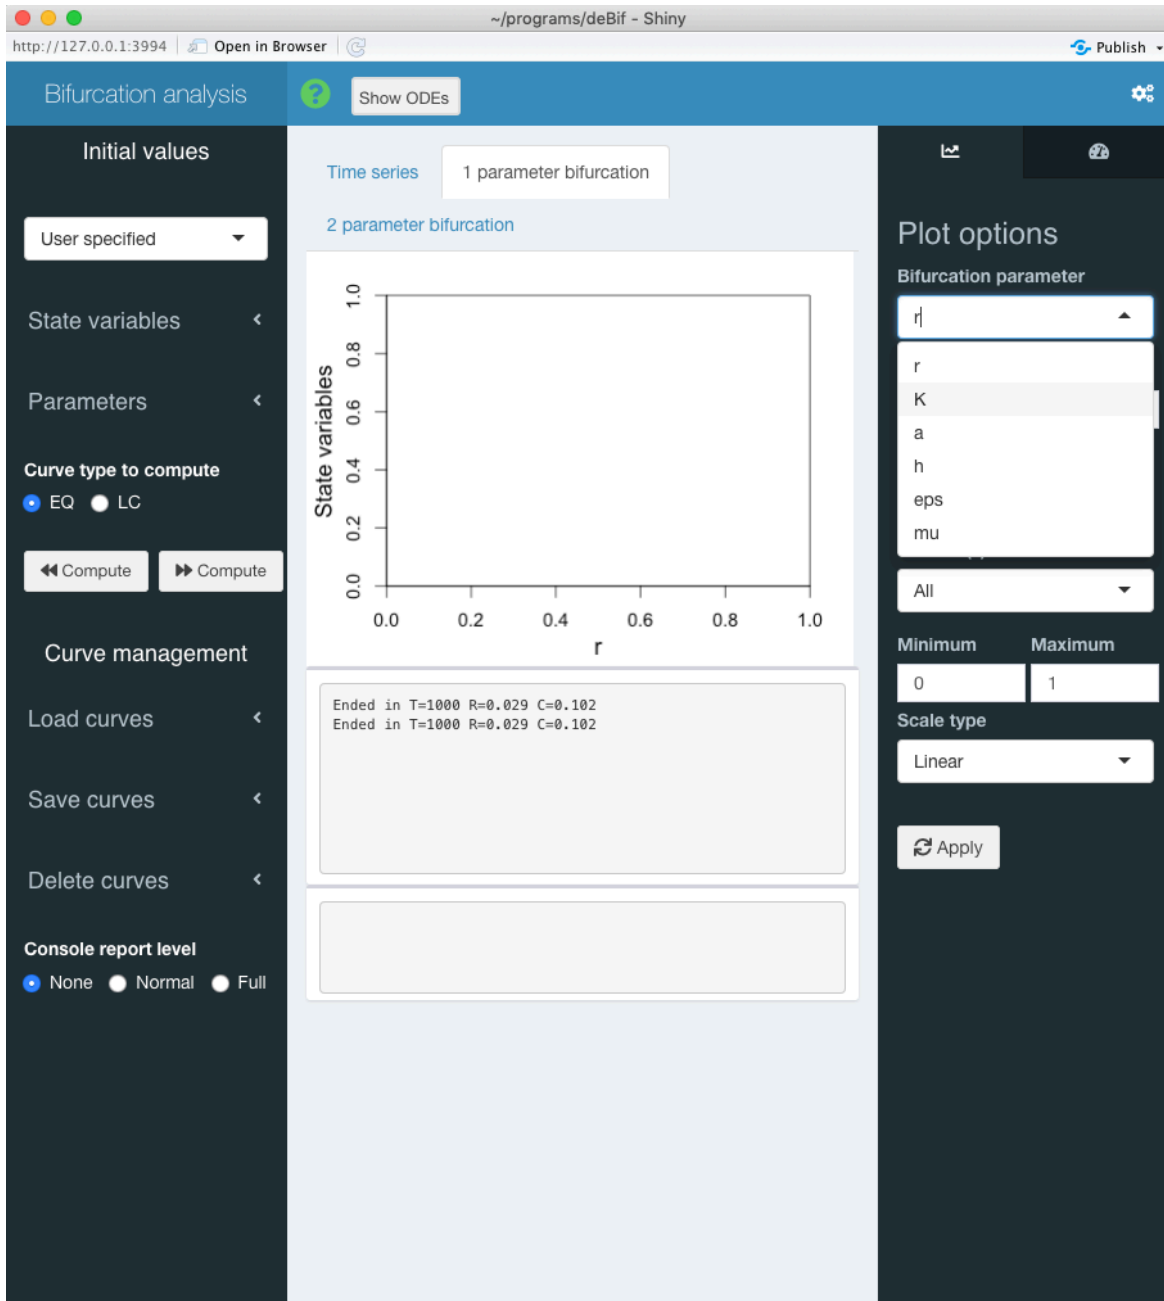 ~/programs/deBif - Shiny
http://127.0.0.1:3994 Open in Browser Publish
Bifurcation analysis
? Show ODEs
Initial values
User specified
State variables
Parameters
Curve type to compute
EQ LC
Compute Compute
Curve management
Load curves
Save curves
Delete curves
Console report level
None Normal Full
Time series 1 parameter bifurcation
2 parameter bifurcation
State variables
1.0
0.8
0.6
0.4
0.2
0.0
0.0 0.2 0.4 0.6 0.8 1.0
r
Ended in T=1000 R=0.029 C=0.102
Ended in T=1000 R=0.029 C=0.102
Plot options
Bifurcation parameter
r
r
K
a
h
eps
mu
All
Minimum Maximum
0 1
Scale type
Linear
Apply